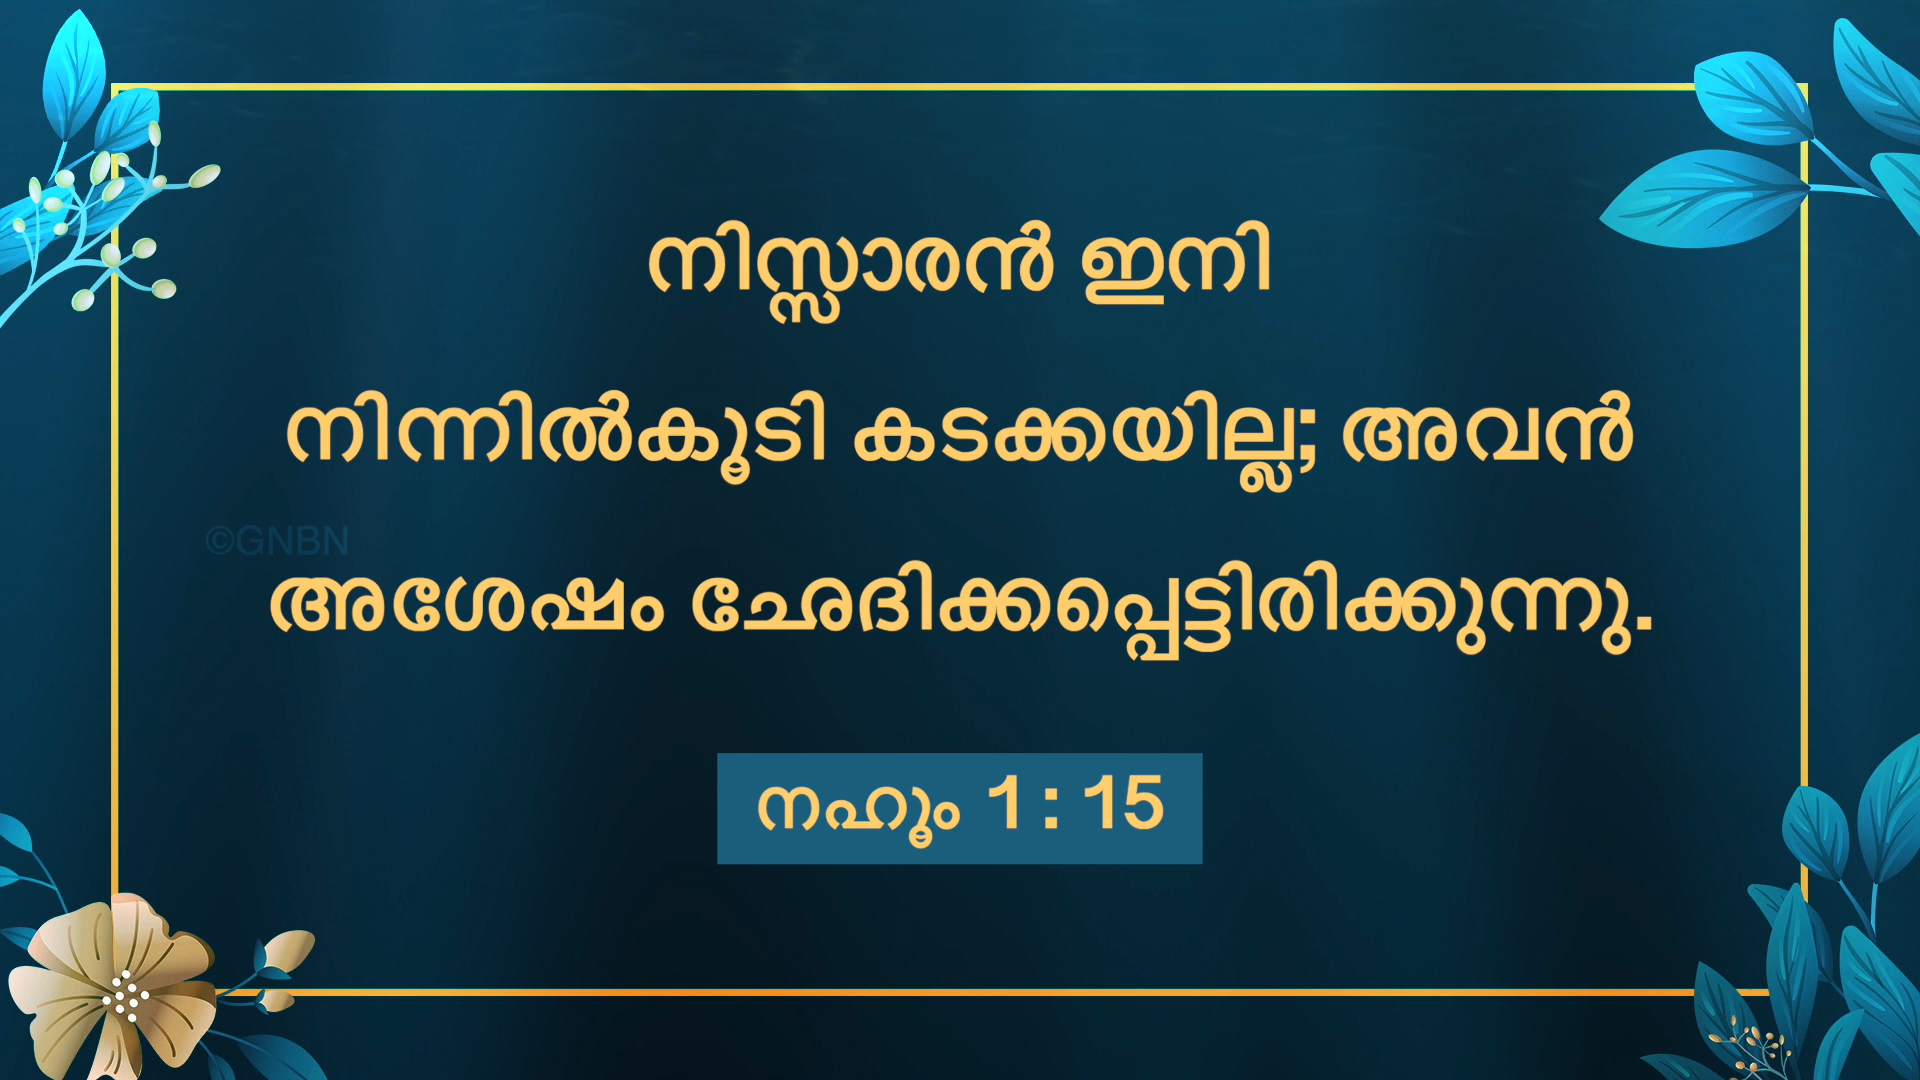 നിസ്സാരൻ ഇനി
നിന്നിൽകൂടി കടക്കയില്ല; അവൻ
©GNBN
അശേഷം ഛേദിക്കപ്പെട്ടിരിക്കുന്നു.
നഹൂം 1 : 15